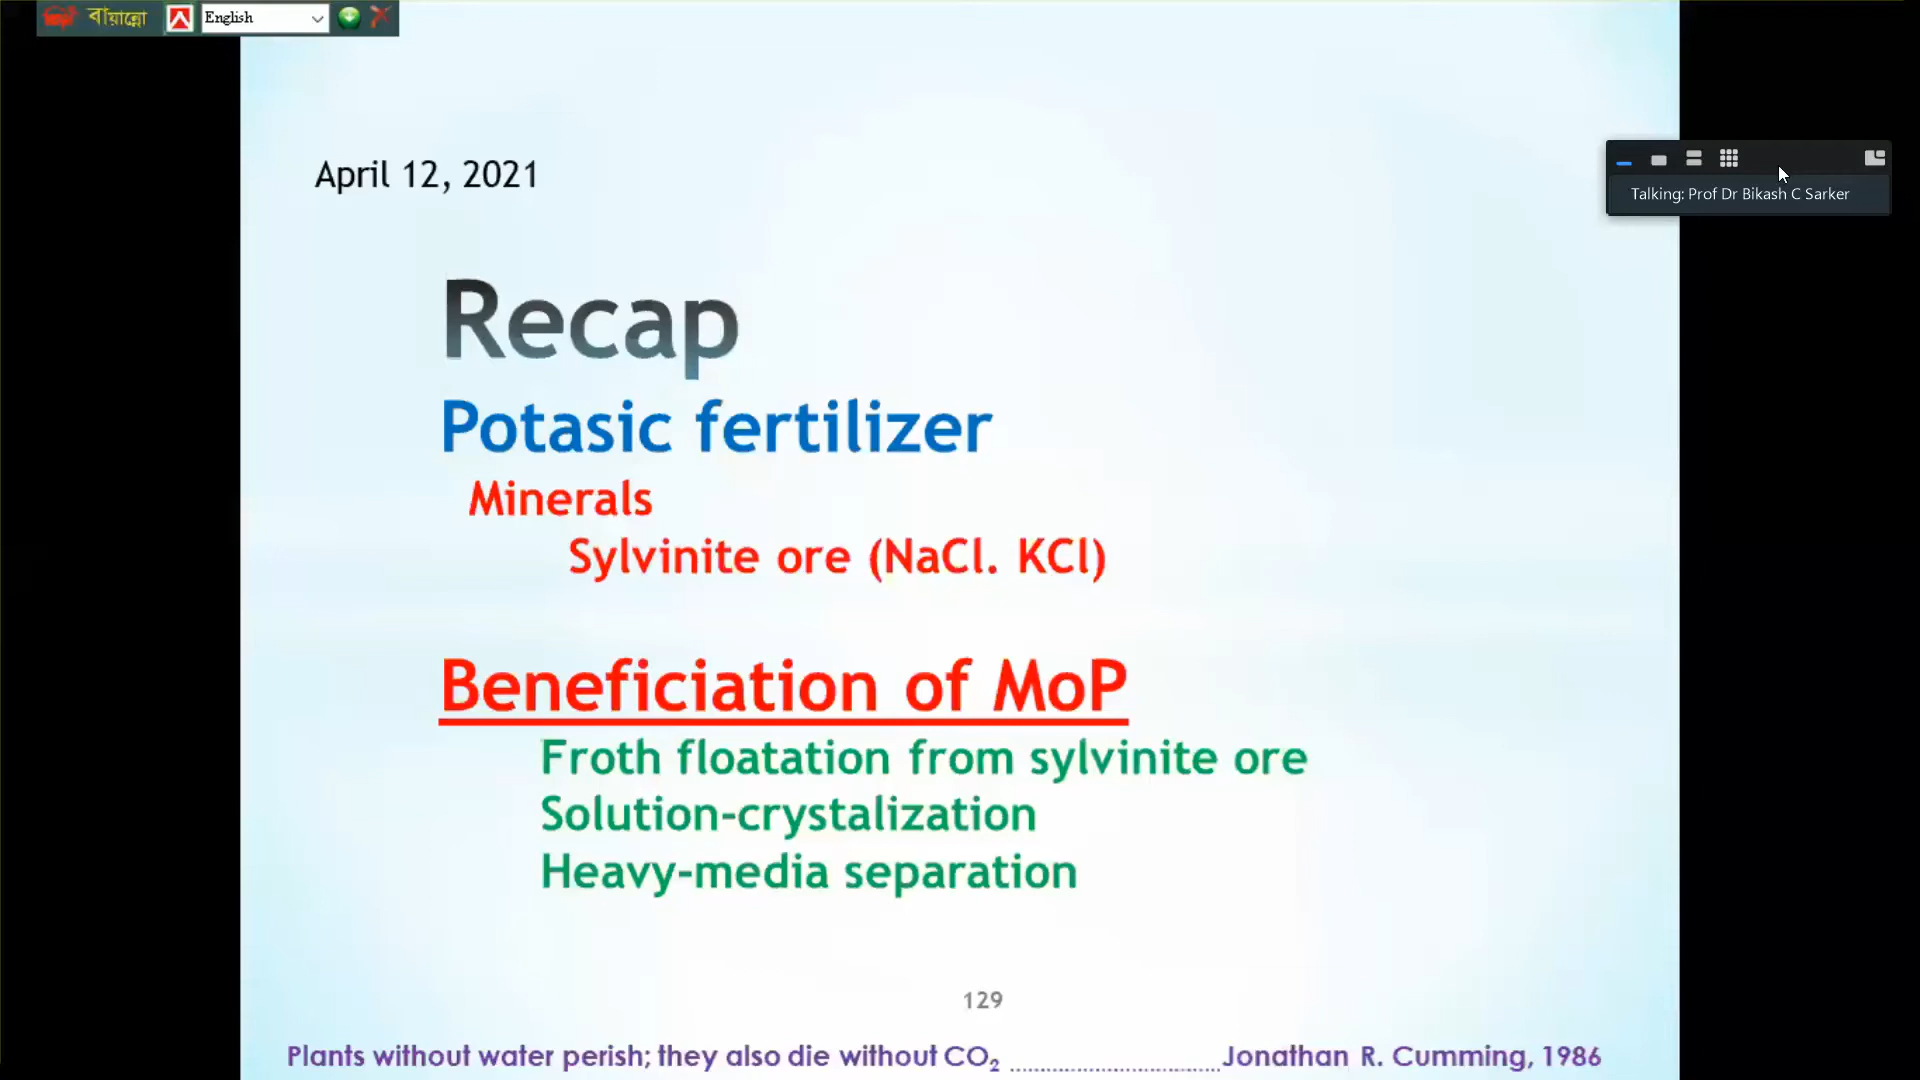 বায়ান্নো
English
April 12, 2021
Talking: Prof Dr Bikash C Sarker
Recap
Potasic fertilizer
Minerals
Sylvinite ore (NaCl. KCl)
Beneficiation of MoP
Froth floatation from sylvinite ore
Solution-crystalization
Heavy-media separation
129
Plants without water perish; they also die without CO₂ ....................................Jonathan R. Cumming, 1986